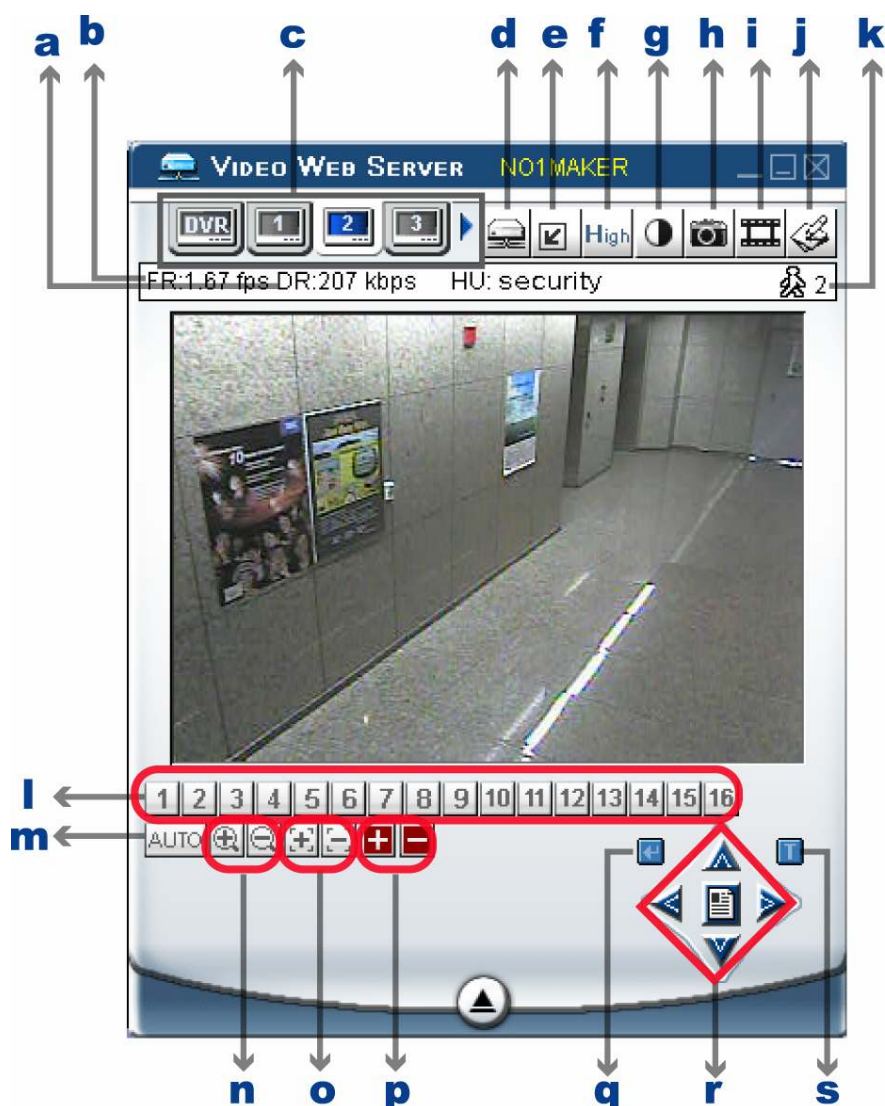 a b c d e f g h i j k
VIDEO WEB SERVER NO1MAKER
DVR 1 2 3 High
FR:1.67 fps DR:207 kbps HU: security 2
10
l 1 2 3 4 5 6 7 8 9 10 11 12 13 14 15 16
m AUTO
T
n o p q r s